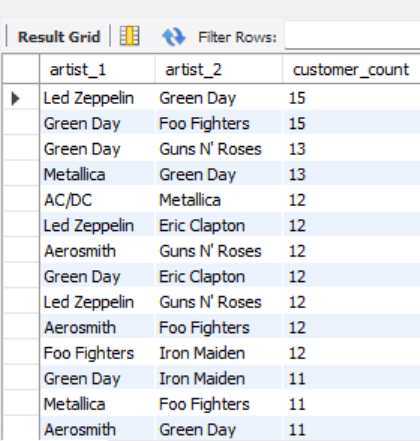 Result Grid Filter Rows:
artist_1 artist_2 customer_count
Led Zeppelin Green Day 15
Green Day Foo Fighters 15
Green Day Guns N' Roses 13
Metallica Green Day 13
AC/DC Metallica 12
Led Zeppelin Eric Clapton 12
Aerosmith Guns N' Roses 12
Green Day Eric Clapton 12
Led Zeppelin Guns N' Roses 12
Aerosmith Foo Fighters 12
Foo Fighters Iron Maiden 12
Green Day Iron Maiden 11
Metallica Foo Fighters 11
Aerosmith Green Day 11